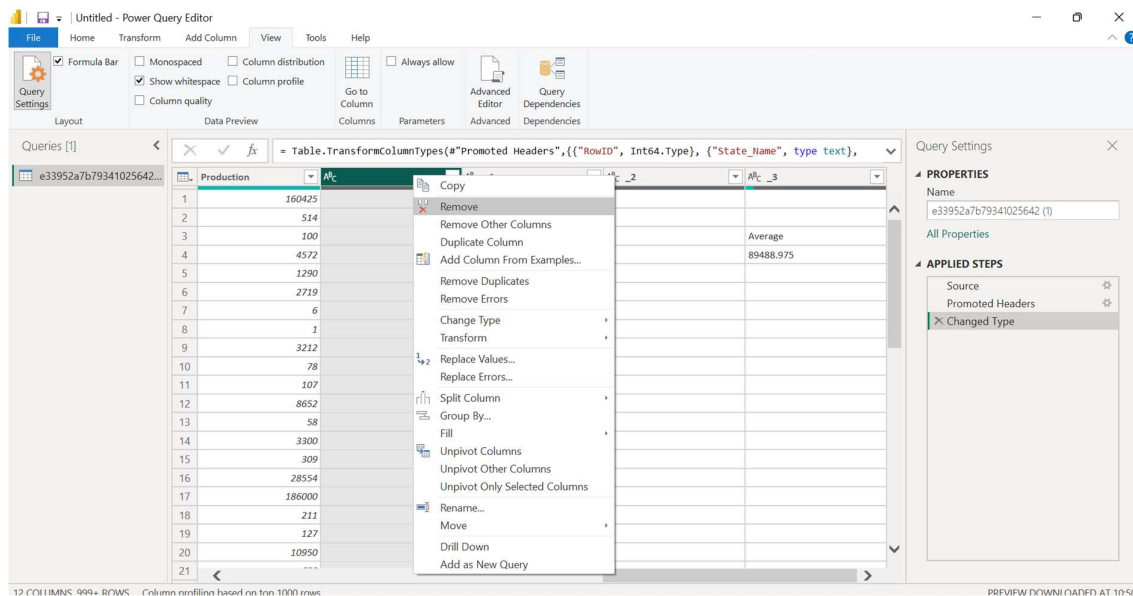 Untitled - Power Query Editor
File Home Transform Add Column View Tools Help
Query Settings
Formula Bar
Monospaced
Show whitespace
Column quality
Column distribution
Column profile
Go to Column
Always allow
Advanced Editor
Query Dependencies
Layout Data Preview Columns Parameters Advanced Dependencies
Queries [1]
e33952a7b79341025642...
fx = Table.TransformColumnTypes(#"Promoted Headers",{{"RowID", Int64.Type}, {"State_Name", type text},
Production ABC _2 ABC _3
1 160425
2 514
3 100 Average
4 4572 89488.975
5 1290
6 2719
7 6
8 1
9 3212
10 78
11 107
12 8652
13 58
14 3300
15 309
16 28554
17 186000
18 211
19 127
20 10950
21
Copy
Remove
Remove Other Columns
Duplicate Column
Add Column From Examples...
Remove Duplicates
Remove Errors
Change Type
Transform
Replace Values...
Replace Errors...
Split Column
Group By...
Fill
Unpivot Columns
Unpivot Other Columns
Unpivot Only Selected Columns
Rename...
Move
Drill Down
Add as New Query
Query Settings
PROPERTIES
Name
e33952a7b79341025642 (1)
All Properties
APPLIED STEPS
Source
Promoted Headers
Changed Type
12 COLUMNS, 999+ ROWS Column profiling based on top 1000 rows
PREVIEW DOWNLOADED AT